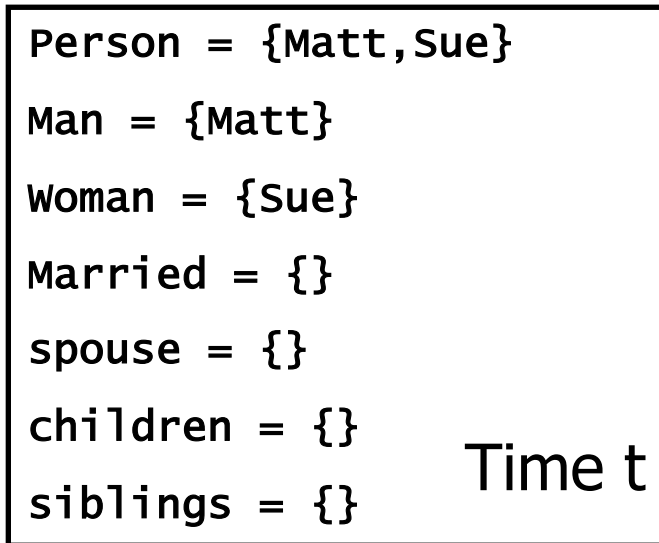 Person = {Matt,Sue}
Man = {Matt}
Woman = {Sue}
Married = {}
spouse = {}
children = {}
siblings = {}
Time t